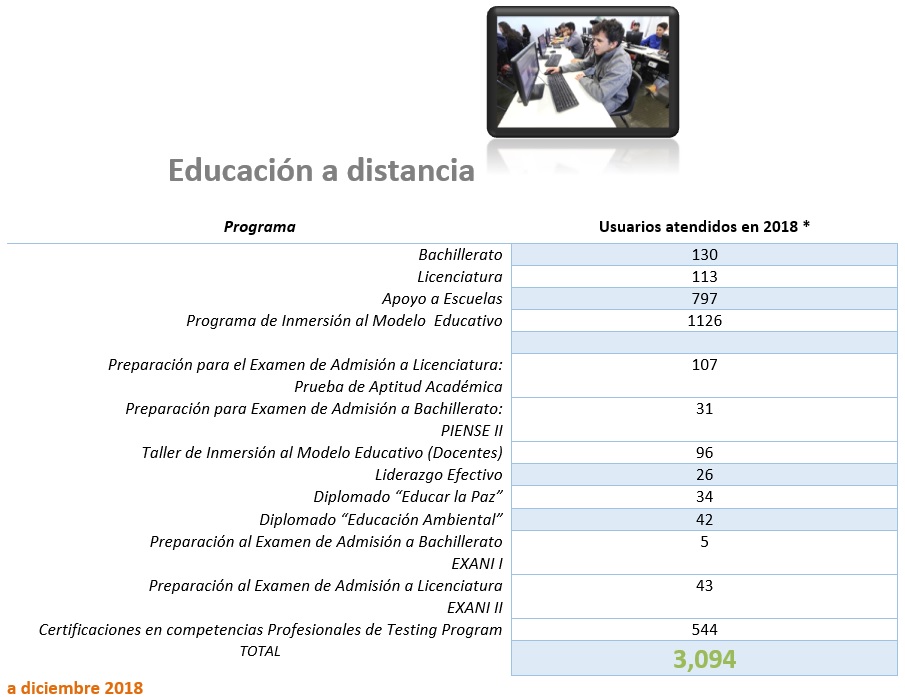 Educación a distancia
Programa Usuarios atendidos en 2018 *
Bachillerato 130
Licenciatura 113
Apoyo a Escuelas 797
Programa de Inmersión al Modelo Educativo 1126
Preparación para el Examen de Admisión a Licenciatura: 107
Prueba de Aptitud Académica
Preparación para Examen de Admisión a Bachillerato: 31
PIENSE II
Taller de Inmersión al Modelo Educativo (Docentes) 96
Liderazgo Efectivo 26
Diplomado “Educar la Paz” 34
Diplomado “Educación Ambiental” 42
Preparación al Examen de Admisión a Bachillerato 5
EXANI I
Preparación al Examen de Admisión a Licenciatura 43
EXANI II
Certificaciones en competencias Profesionales de Testing Program 544
TOTAL 3,094
a diciembre 2018